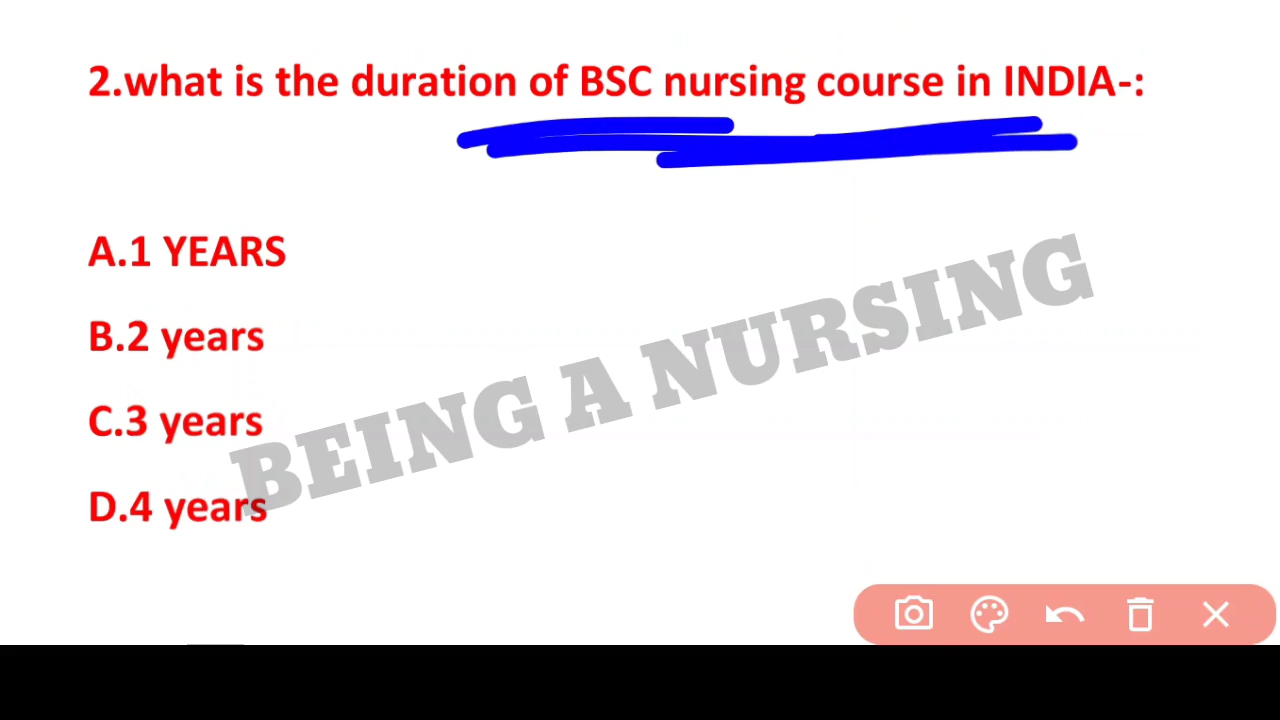 2.what is the duration of BSC nursing course in INDIA-:
A.1 YEARS
B.2 years
C.3 years
D.4 years
BEING A NURSING